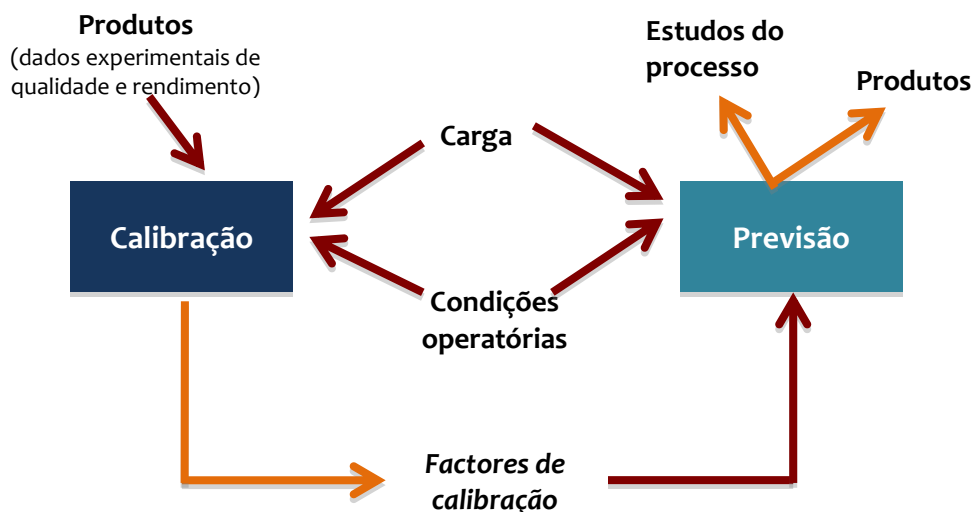 Produtos
(dados experimentais de
qualidade e rendimento)
Estudos do
processo
Produtos
Carga
Calibração
Previsão
Condições
operatórias
Factores de
calibração